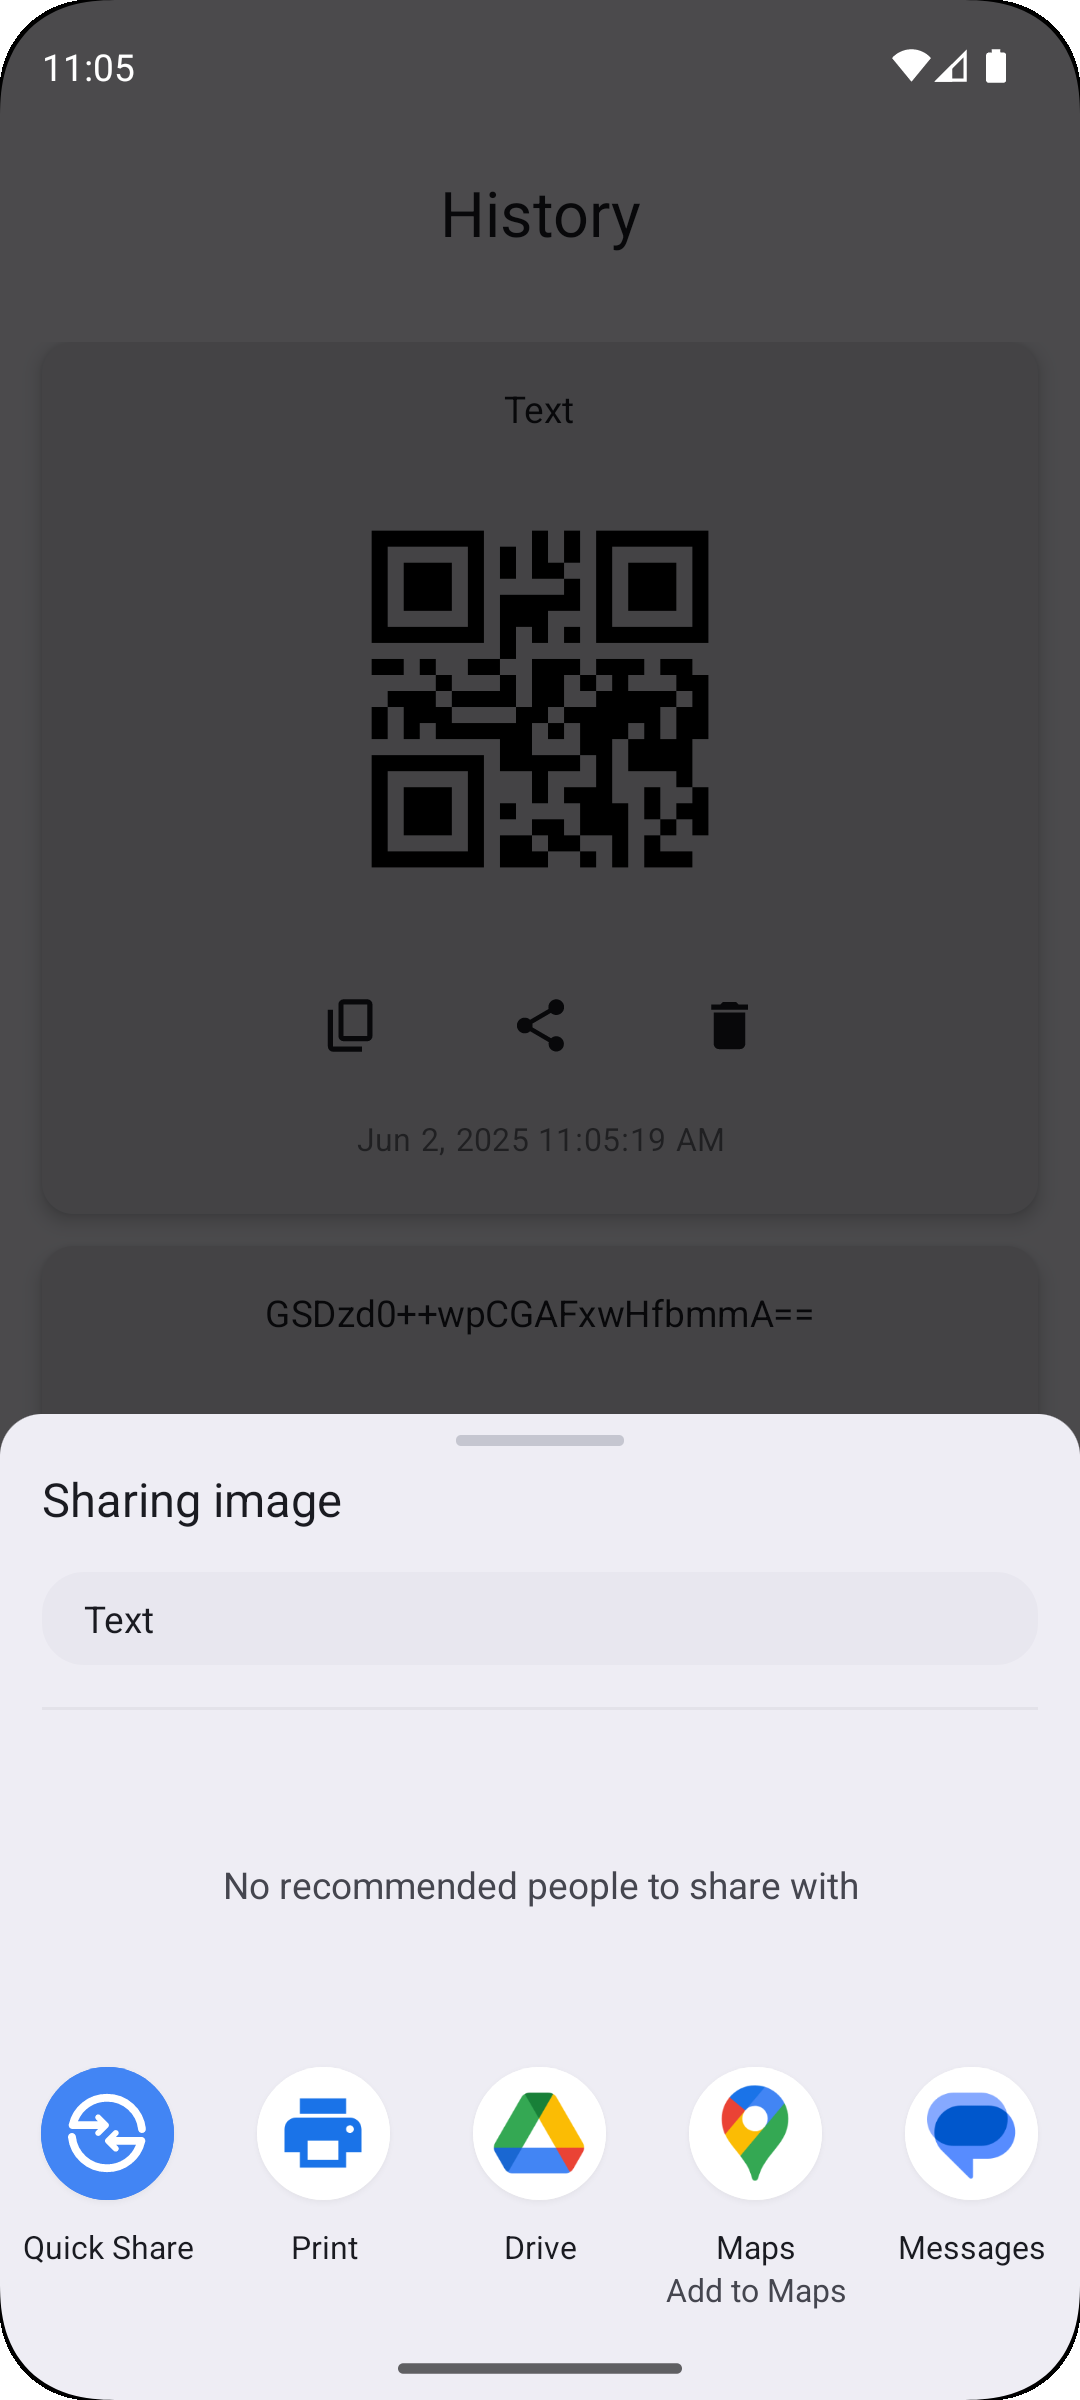 11:05
History
Text
Jun 2, 2025 11:05:19 AM
GSDzd0++wpCGAFxwHfbmmA==
Sharing image
Text
No recommended people to share with
Quick Share
Print
Drive
Maps
Add to Maps
Messages